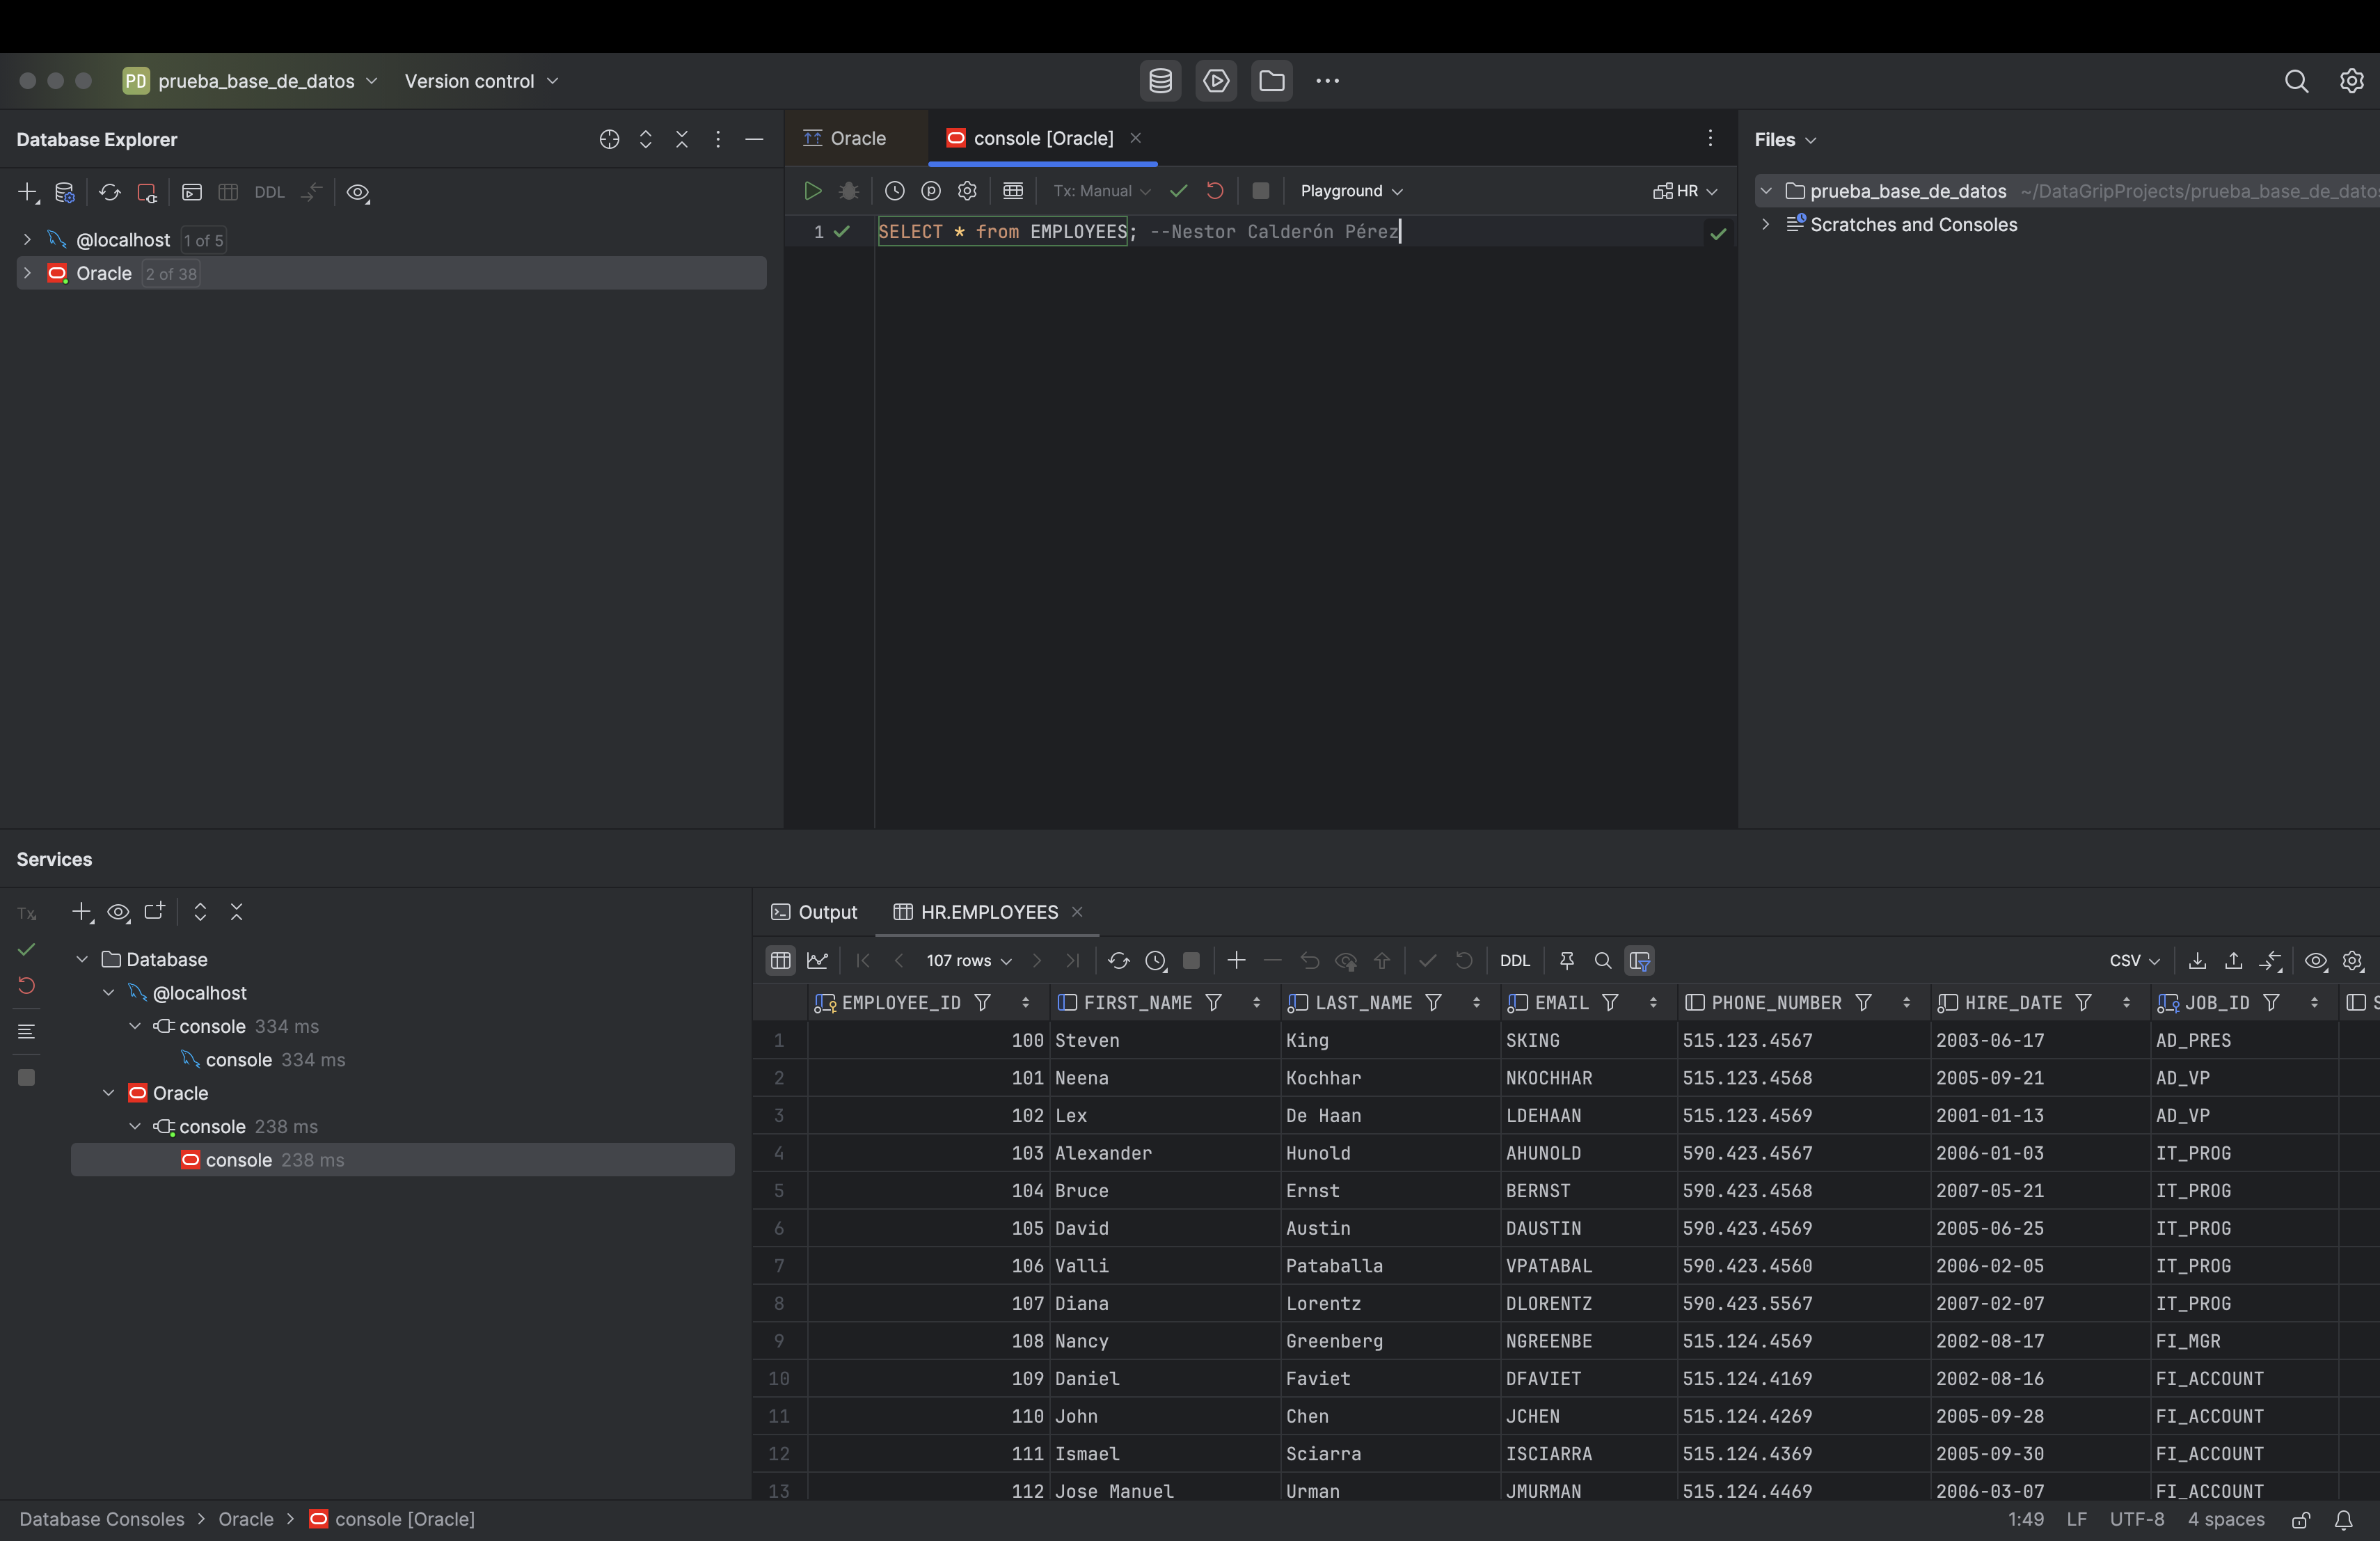 PD prueba_base_de_datos Version control
Database Explorer
DDL
@localhost 1 of 5
Oracle 2 of 38
Oracle console [Oracle]
Tx: Manual Playground HR
1 SELECT * from EMPLOYEES; --Nestor Calderón Pérez
Files
prueba_base_de_datos ~/DataGripProjects/prueba_base_de_datos
Scratches and Consoles
Services
Tx
Database
@localhost
console 334 ms
console 334 ms
Oracle
console 238 ms
console 238 ms
Output HR.EMPLOYEES
107 rows DDL CSV
EMPLOYEE_ID FIRST_NAME LAST_NAME EMAIL PHONE_NUMBER HIRE_DATE JOB_ID
1 100 Steven King SKING 515.123.4567 2003-06-17 AD_PRES
2 101 Neena Kochhar NKOCHHAR 515.123.4568 2005-09-21 AD_VP
3 102 Lex De Haan LDEHAAN 515.123.4569 2001-01-13 AD_VP
4 103 Alexander Hunold AHUNOLD 590.423.4567 2006-01-03 IT_PROG
5 104 Bruce Ernst BERNST 590.423.4568 2007-05-21 IT_PROG
6 105 David Austin DAUSTIN 590.423.4569 2005-06-25 IT_PROG
7 106 Valli Pataballa VPATABAL 590.423.4560 2006-02-05 IT_PROG
8 107 Diana Lorentz DLORENTZ 590.423.5567 2007-02-07 IT_PROG
9 108 Nancy Greenberg NGREENBE 515.124.4569 2002-08-17 FI_MGR
10 109 Daniel Faviet DFAVIET 515.124.4169 2002-08-16 FI_ACCOUNT
11 110 John Chen JCHEN 515.124.4269 2005-09-28 FI_ACCOUNT
12 111 Ismael Sciarra ISCIARRA 515.124.4369 2005-09-30 FI_ACCOUNT
13 112 Jose Manuel Urman JMURMAN 515.124.4469 2006-03-07 FI_ACCOUNT
Database Consoles > Oracle > console [Oracle]
1:49 LF UTF-8 4 spaces